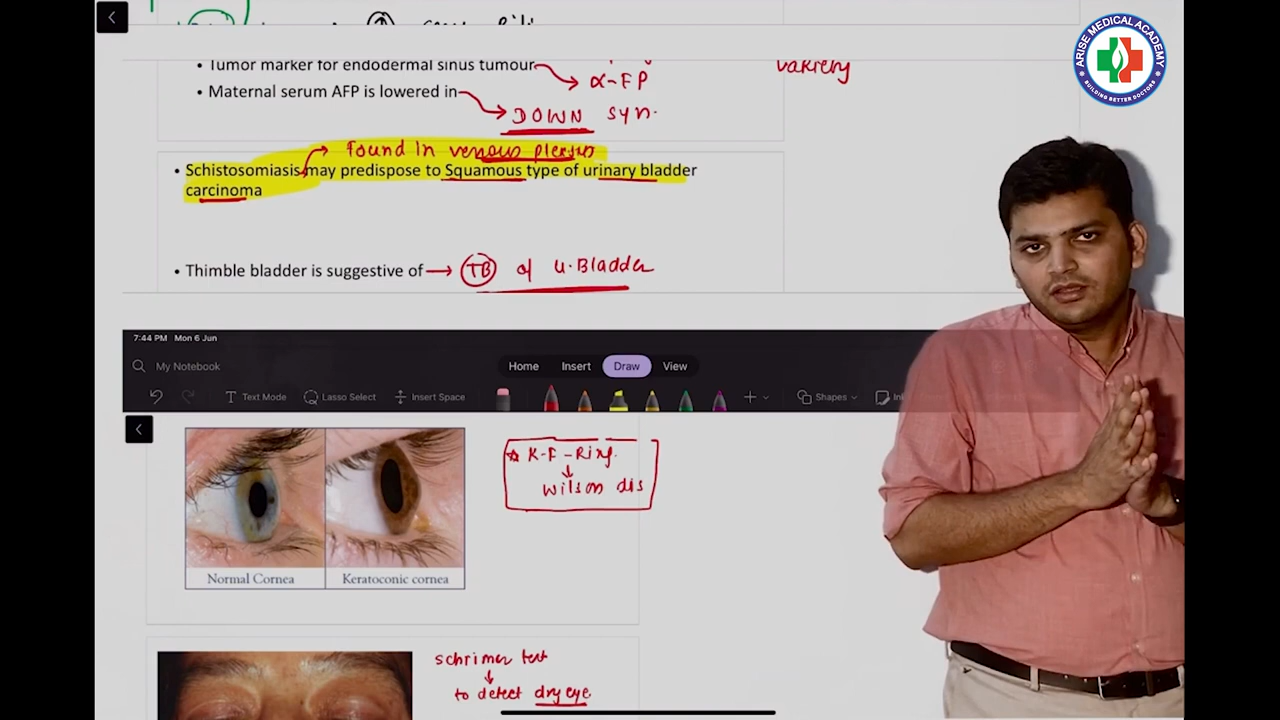 • Tumor marker for endodermal sinus tumour → α-FP
variety
• Maternal serum AFP is lowered in → DOWN syn.
→ Found in venous plexus
• Schistosomiasis may predispose to Squamous type of urinary bladder
carcinoma
• Thimble bladder is suggestive of → TB of U.Bladder
7:44 PM Mon 6 Jun
My Notebook
Home Insert Draw View
Text Mode Lasso Select Insert Space Shapes
K-F-Ring
↓
Wilson dis
Normal Cornea Keratoconic cornea
schrimer test
↓
to detect dry eye
ARISE MEDICAL ACADEMY
BUILDING BETTER DOCTORS